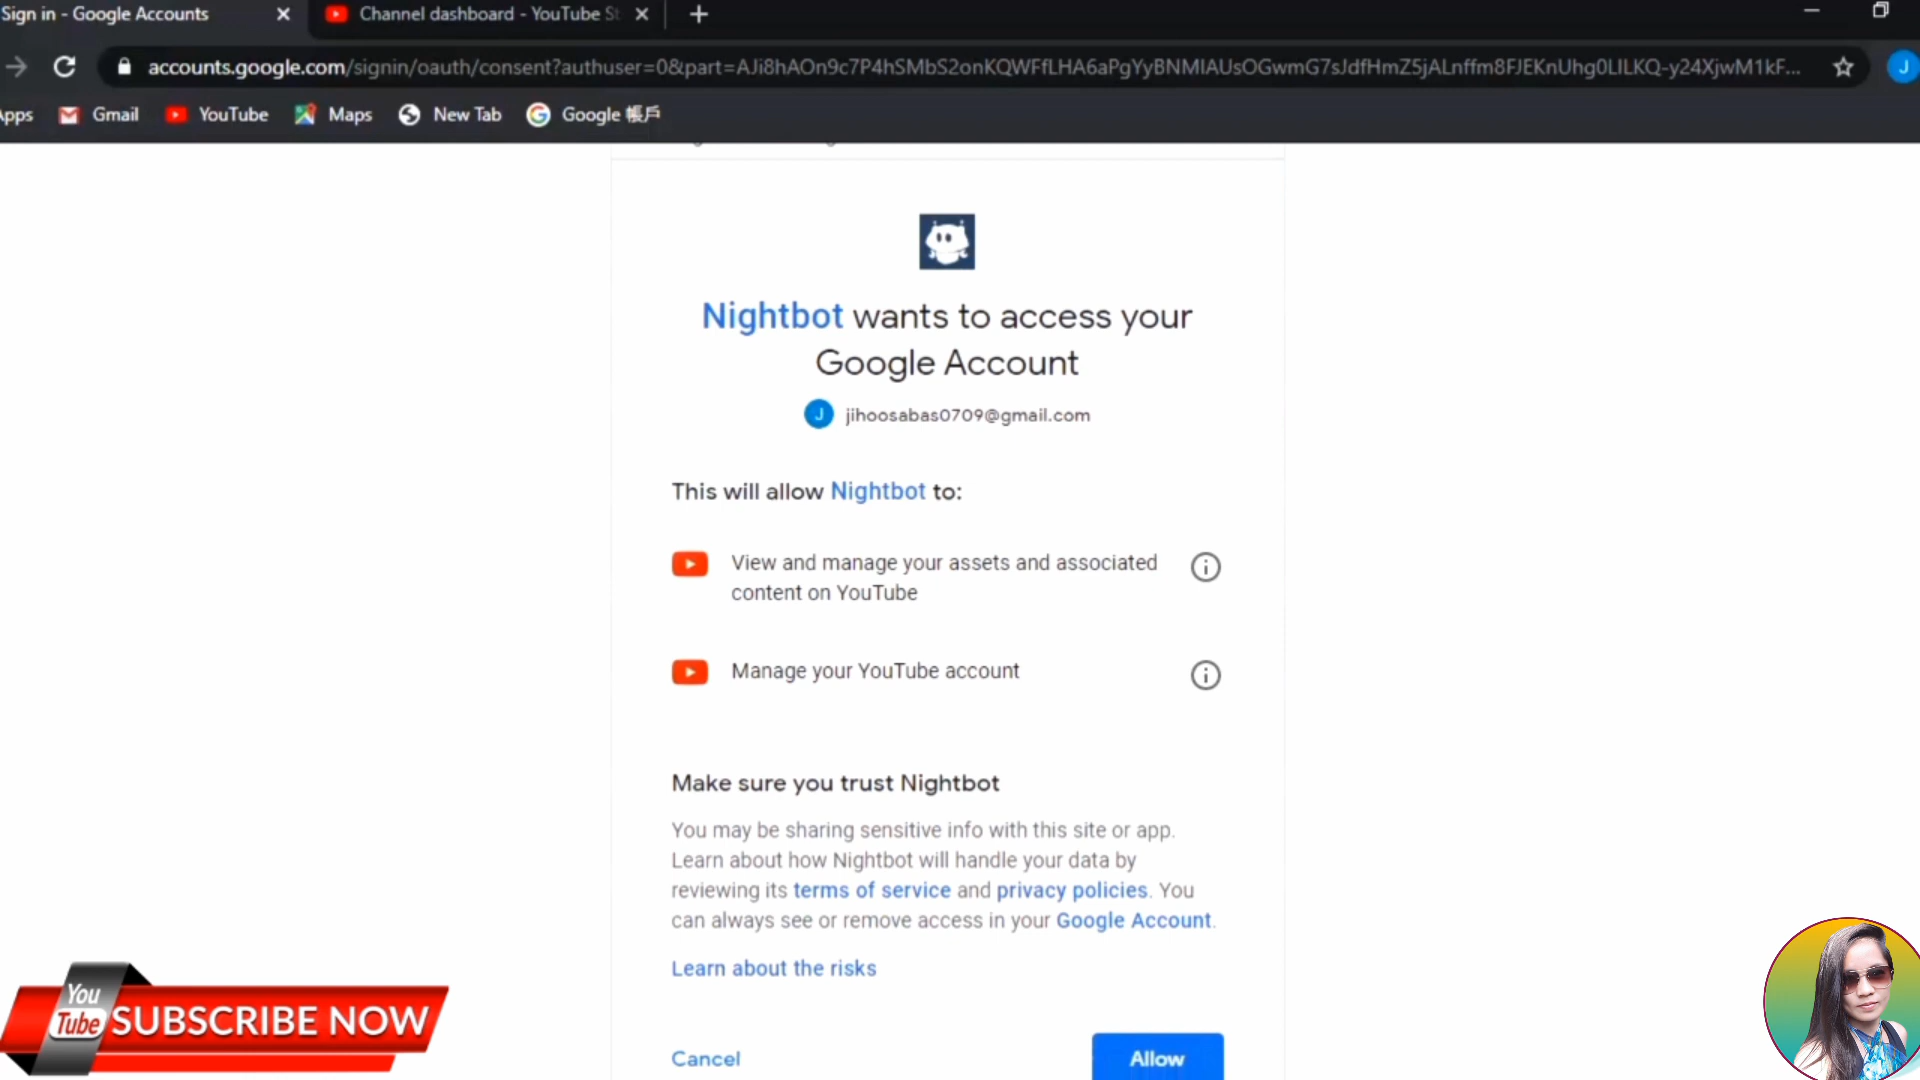 Sign in - Google Accounts
Channel dashboard - YouTube St
accounts.google.com/signin/oauth/consent?authuser=0&part=AJi8hAOn9c7P4hSMbS2onKQWFfLHA6aPgYyBNMIAUsOGwmG7sJdfHmZ5jALnffm8FJEKnUhg0LILKQ-y24XjwM1kF...
J
Apps
Gmail
YouTube
Maps
New Tab
Google 帳戶
Nightbot wants to access your
Google Account
J
jihoosabas0709@gmail.com
This will allow Nightbot to:
View and manage your assets and associated
content on YouTube
Manage your YouTube account
Make sure you trust Nightbot
You may be sharing sensitive info with this site or app.
Learn about how Nightbot will handle your data by
reviewing its terms of service and privacy policies. You
can always see or remove access in your Google Account.
Learn about the risks
Cancel
Allow
You
Tube
SUBSCRIBE NOW